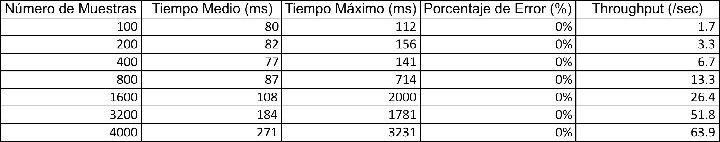 Número de Muestras Tiempo Medio (ms) Tiempo Máximo (ms) Porcentaje de Error (%) Throughput (/sec)
100 80 112 0% 1.7
200 82 156 0% 3.3
400 77 141 0% 6.7
800 87 714 0% 13.3
1600 108 2000 0% 26.4
3200 184 1781 0% 51.8
4000 271 3231 0% 63.9